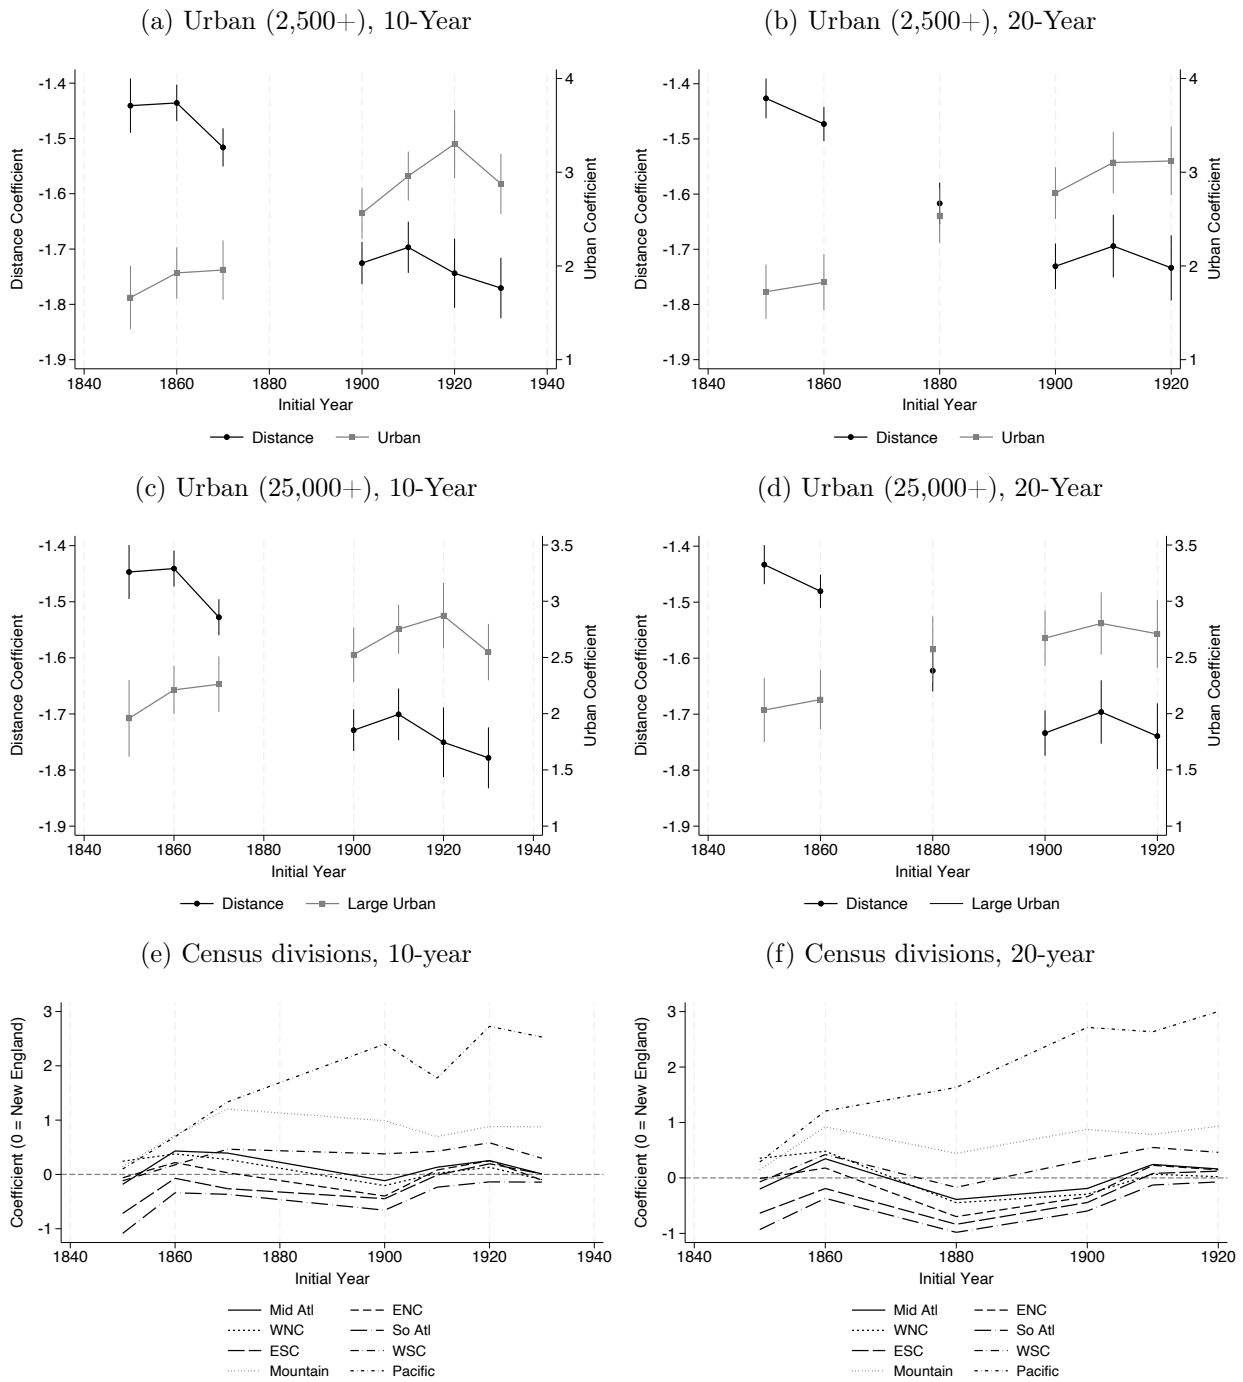 (a) Urban (2,500+), 10-Year
-1.4
-1.5
-1.6
-1.7
-1.8
-1.9
Distance Coefficient
4
3
2
1
Urban Coefficient
1840 1860 1880 1900 1920 1940
Initial Year
Distance Urban
(b) Urban (2,500+), 20-Year
-1.4
-1.5
-1.6
-1.7
-1.8
-1.9
Distance Coefficient
4
3
2
1
Urban Coefficient
1840 1860 1880 1900 1920
Initial Year
Distance Urban
(c) Urban (25,000+), 10-Year
-1.4
-1.5
-1.6
-1.7
-1.8
-1.9
Distance Coefficient
3.5
3
2.5
2
1.5
1
Urban Coefficient
1840 1860 1880 1900 1920 1940
Initial Year
Distance Large Urban
(d) Urban (25,000+), 20-Year
-1.4
-1.5
-1.6
-1.7
-1.8
-1.9
Distance Coefficient
3.5
3
2.5
2
1.5
1
Urban Coefficient
1840 1860 1880 1900 1920
Initial Year
Distance Large Urban
(e) Census divisions, 10-year
3
2
1
0
-1
Coefficient (0 = New England)
1840 1860 1880 1900 1920 1940
Initial Year
Mid Atl ENC
WNC So Atl
ESC WSC
Mountain Pacific
(f) Census divisions, 20-year
3
2
1
0
-1
Coefficient (0 = New England)
1840 1860 1880 1900 1920
Initial Year
Mid Atl ENC
WNC So Atl
ESC WSC
Mountain Pacific